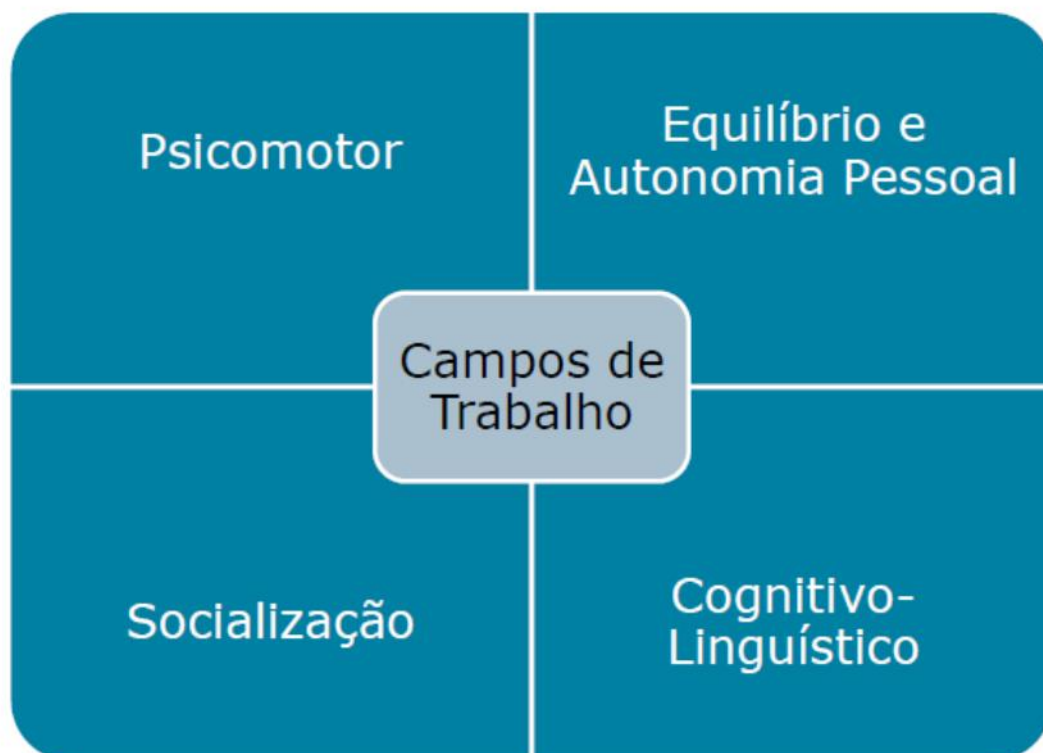 Psicomotor
Equilíbrio e
Autonomia Pessoal
Campos de
Trabalho
Socialização
Cognitivo-
Linguístico